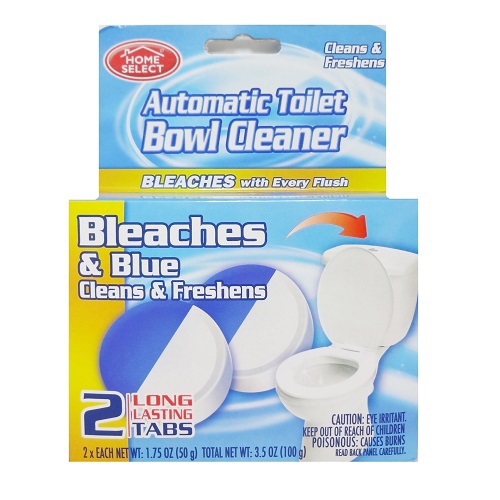 HOME
SELECT
Cleans &
Freshens
Automatic Toilet
Bowl Cleaner
BLEACHES with Every Flush
Bleaches
& Blue
Cleans & Freshens
2 LONG
LASTING
TABS
2 x EACH NET WT: 1.75 OZ (50 g) TOTAL NET WT: 3.5 OZ (100 g)
CAUTION: EYE IRRITANT.
KEEP OUT OF REACH OF CHILDREN
POISONOUS: CAUSES BURNS
READ BACK PANEL CAREFULLY.